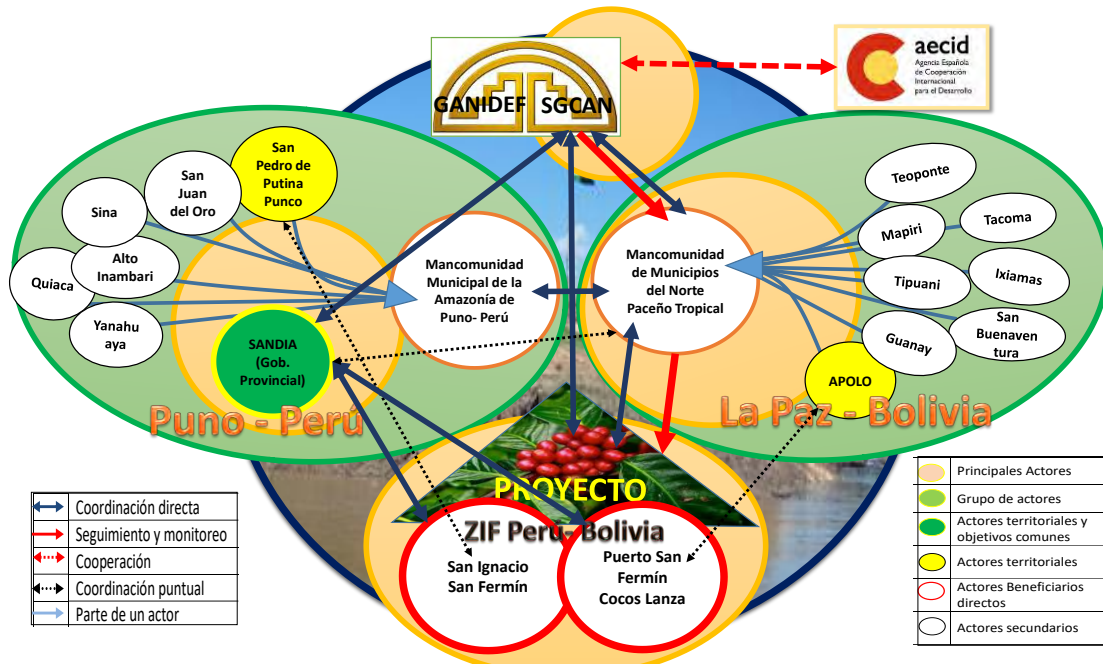 GANIDEF SGCAN
aecid
Agencia Española
de Cooperación
Internacional
para el Desarrollo
San
Pedro de
Putina
Punco
San
Juan
del Oro
Sina
Alto
Inambari
Quiaca
Yanahu
aya
SANDIA
(Gob.
Provincial)
Mancomunidad
Municipal de la
Amazonía de
Puno- Perú
Puno - Perú
Mancomunidad
de Municipios
del Norte
Paceño Tropical
Teoponte
Tacoma
Mapiri
Ixiamas
Tipuani
San
Buenaven
tura
Guanay
APOLO
La Paz - Bolivia
PROYECTO
ZIF Perú- Bolivia
San Ignacio
San Fermín
Puerto San
Fermín
Cocos Lanza
Coordinación directa
Seguimiento y monitoreo
Cooperación
Coordinación puntual
Parte de un actor
Principales Actores
Grupo de actores
Actores territoriales y
objetivos comunes
Actores territoriales
Actores Beneficiarios
directos
Actores secundarios